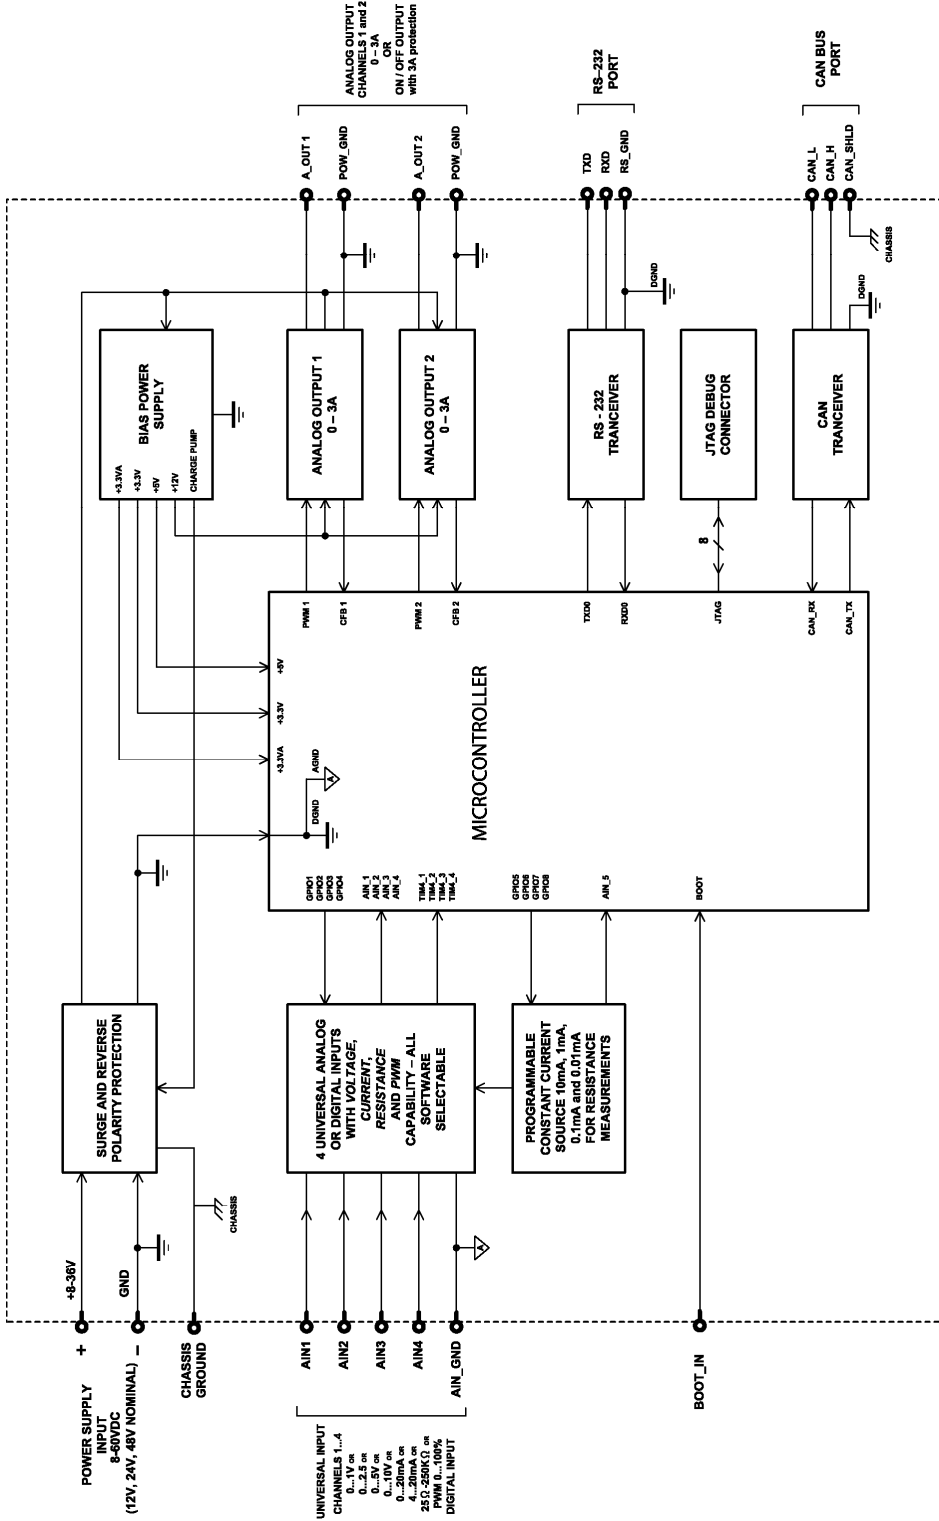 POWER SUPPLY
INPUT
8-60VDC
(12V, 24V, 48V NOMINAL)
+
–
+8-36V
GND
CHASSIS
GROUND
CHASSIS
SURGE AND REVERSE
POLARITY PROTECTION
BIAS POWER
SUPPLY
+3.3VA
+3.3V
+5V
+12V
CHARGE PUMP
UNIVERSAL INPUT
CHANNELS 1...4
0...1V OR
0...2.5 OR
0...5V OR
0...10V OR
0...20mA OR
4...20mA OR
25 Ω -250K Ω OR
PWM 0...100%
DIGITAL INPUT
AIN1
AIN2
AIN3
AIN4
AIN_GND
A
4 UNIVERSAL ANALOG
OR DIGITAL INPUTS
WITH VOLTAGE,
CURRENT,
RESISTANCE
AND PWM
CAPABILITY – ALL
SOFTWARE
SELECTABLE
PROGRAMMABLE
CONSTANT CURRENT
SOURCE 10mA, 1mA,
0.1mA and 0.01mA
FOR RESISTANCE
MEASUREMENTS
BOOT_IN
MICROCONTROLLER
GPIO1
GPIO2
GPIO3
GPIO4
AIN_1
AIN_2
AIN_3
AIN_4
TIM4_1
TIM4_2
TIM4_3
TIM4_4
GPIO5
GPIO6
GPIO7
GPIO8
AIN_5
BOOT
DGND
AGND
A
+3.3VA
+3.3V
+5V
PWM 1
CFB 1
PWM 2
CFB 2
TXD0
RXD0
JTAG
CAN_RX
CAN_TX
8
ANALOG OUTPUT 1
0 – 3A
ANALOG OUTPUT 2
0 – 3A
RS - 232
TRANCEIVER
JTAG DEBUG
CONNECTOR
CAN
TRANCEIVER
DGND
DGND
CHASSIS
A_OUT 1
POW_GND
A_OUT 2
POW_GND
TXD
RXD
RS_GND
CAN_L
CAN_H
CAN_SHLD
ANALOG OUTPUT
CHANNELS 1 and 2
0 – 3A
OR
ON / OFF OUTPUT
with 3A protection
RS–232
PORT
CAN BUS
PORT